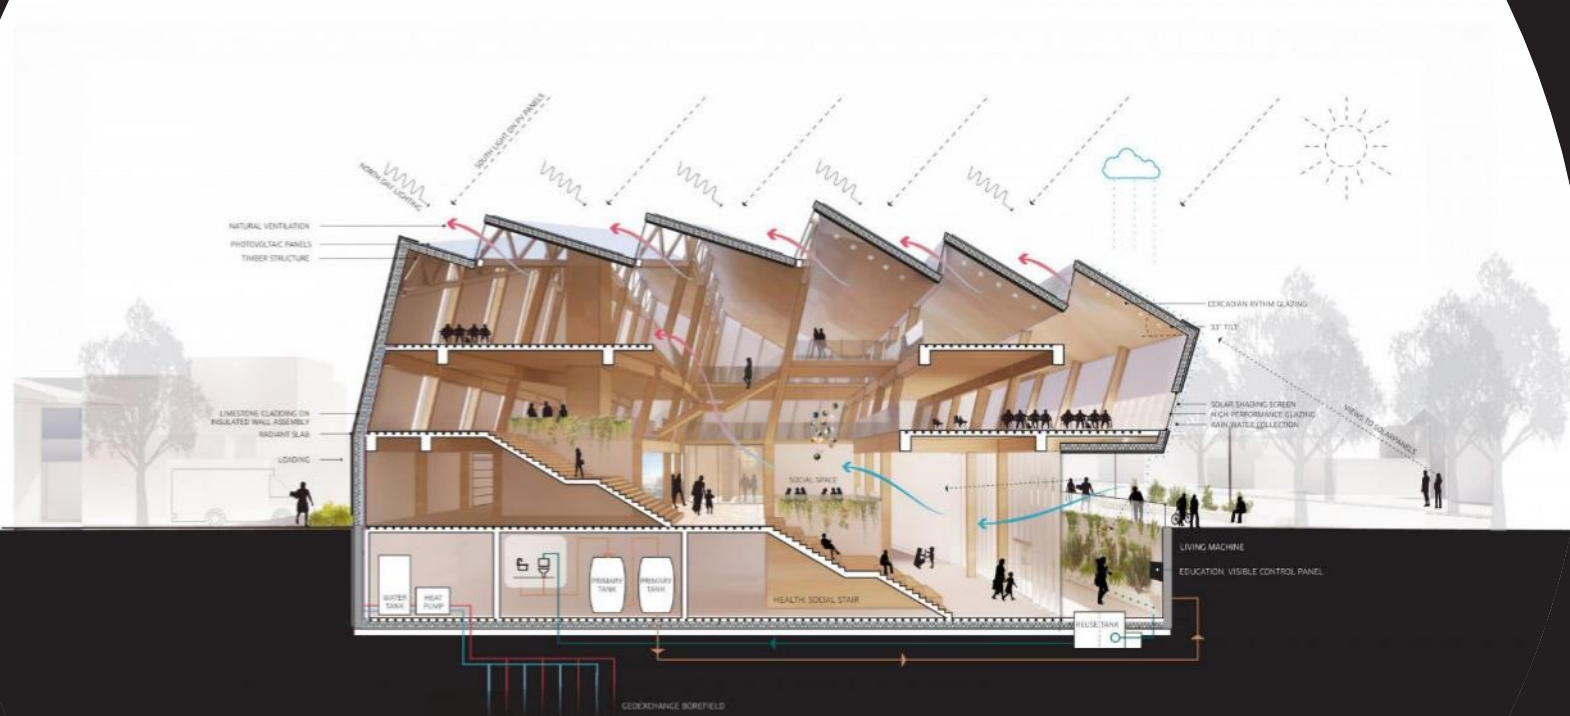 SOUTH LIGHT ON PV PANELS
NORTH DAY LIGHTING
NATURAL VENTILATION
PHOTOVOLTAIC PANELS
TIMBER STRUCTURE
CERCADIAN RYTHM GLAZING
33° TILT
LIMESTONE CLADDING ON
INSULATED WALL ASSEMBLY
RADIANT SLAB
LOADING
SOLAR SHADING SCREEN
HIGH PERFORMANCE GLAZING
RAIN WATER COLLECTION
VIEWS TO SOLAR PANELS
SOCIAL SPACE
LIVING MACHINE
EDUCATION VISIBLE CONTROL PANEL
WATER
TANK
HEAT
PUMP
PRIMARY
TANK
PRIMARY
TANK
HEALTH: SOCIAL STAIR
REUSE TANK
GEOEXCHANGE BOREFIELD